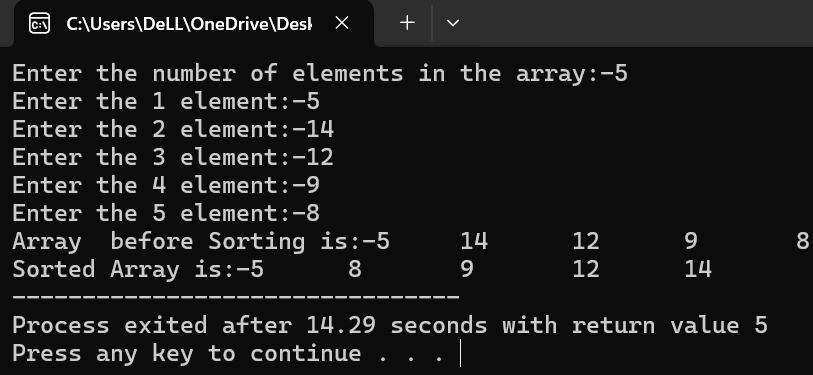 C:\Users\DeLL\OneDrive\Desl
Enter the number of elements in the array:-5
Enter the 1 element:-5
Enter the 2 element:-14
Enter the 3 element:-12
Enter the 4 element:-9
Enter the 5 element:-8
Array  before Sorting is:-5     14      12      9       8
Sorted Array is:-5      8       9       12      14
--------------------------------
Process exited after 14.29 seconds with return value 5
Press any key to continue . . .